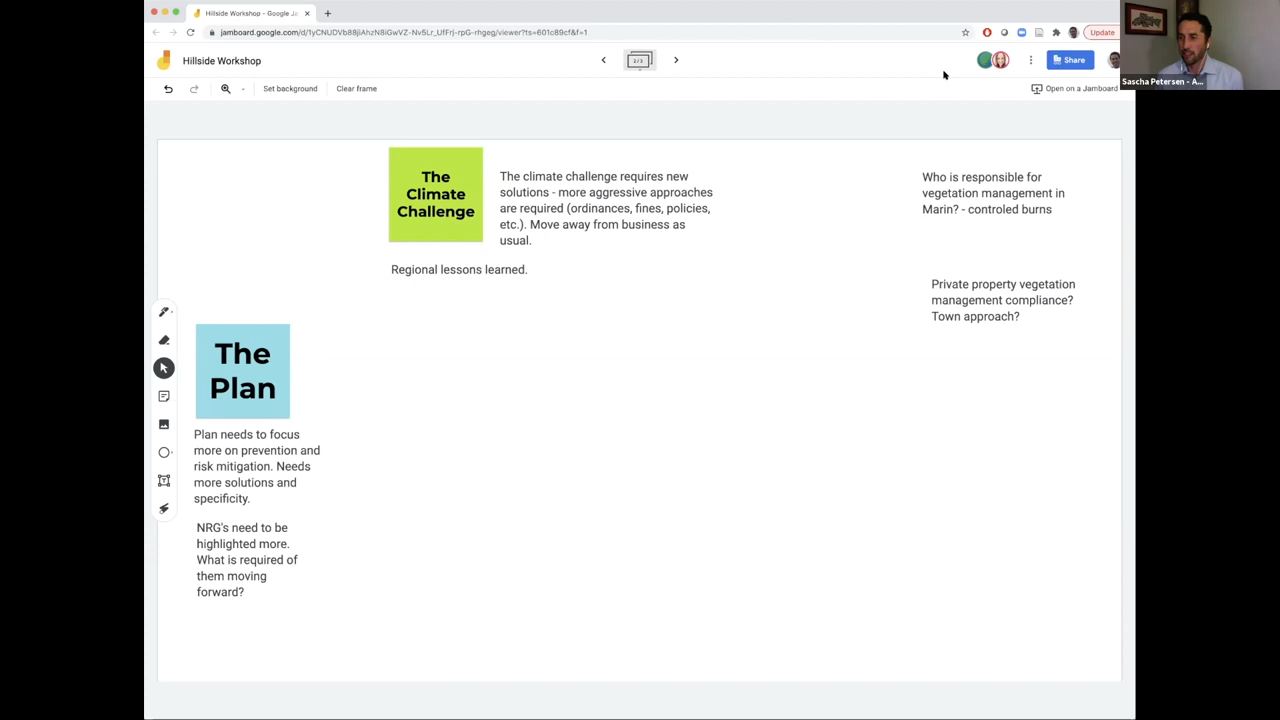 Hillside Workshop - Google Ja
jamboard.google.com/d/1yCNUDVb88jiAhzN8iGwVZ-Nv5Lr_UfFrj-rpG-rhgeg/viewer?ts=601c89cf&f=1
Update
Hillside Workshop
Share
Set background
Clear frame
Open on a Jamboard
Sascha Petersen - A...
The
Climate
Challenge
The climate challenge requires new
solutions - more aggressive approaches
are required (ordinances, fines, policies,
etc.). Move away from business as
usual.
Regional lessons learned.
Who is responsible for
vegetation management in
Marin? - controled burns
Private property vegetation
management compliance?
Town approach?
The
Plan
Plan needs to focus
more on prevention and
risk mitigation. Needs
more solutions and
specificity.
NRG's need to be
highlighted more.
What is required of
them moving
forward?